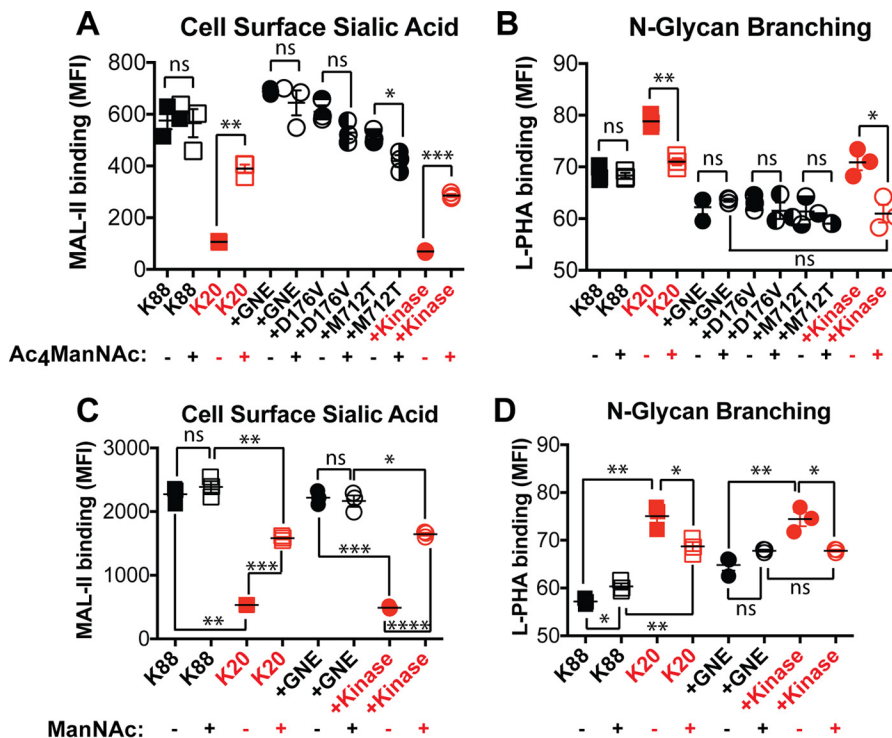 A
Cell Surface Sialic Acid
MAL-II binding (MFI)
800
600
400
200
0
ns
**
ns
ns
*
***
K88
K88
K20
K20
+GNE
+GNE
+D176V
+D176V
+M712T
+M712T
+Kinase
+Kinase
Ac4ManNAc:
- + - + - + - + - + - +
B
N-Glycan Branching
L-PHA binding (MFI)
90
80
70
60
50
ns
**
ns
ns
ns
*
ns
K88
K88
K20
K20
+GNE
+GNE
+D176V
+D176V
+M712T
+M712T
+Kinase
+Kinase
- + - + - + - + - + - +
C
Cell Surface Sialic Acid
MAL-II binding (MFI)
3000
2000
1000
0
ns
**
ns
*
***
***
**
****
K88
K88
K20
K20
+GNE
+GNE
+Kinase
+Kinase
ManNAc:
- + - + - + - +
D
N-Glycan Branching
L-PHA binding (MFI)
90
80
70
60
50
**
*
**
*
*
**
ns
ns
K88
K88
K20
K20
+GNE
+GNE
+Kinase
+Kinase
- + - + - + - +